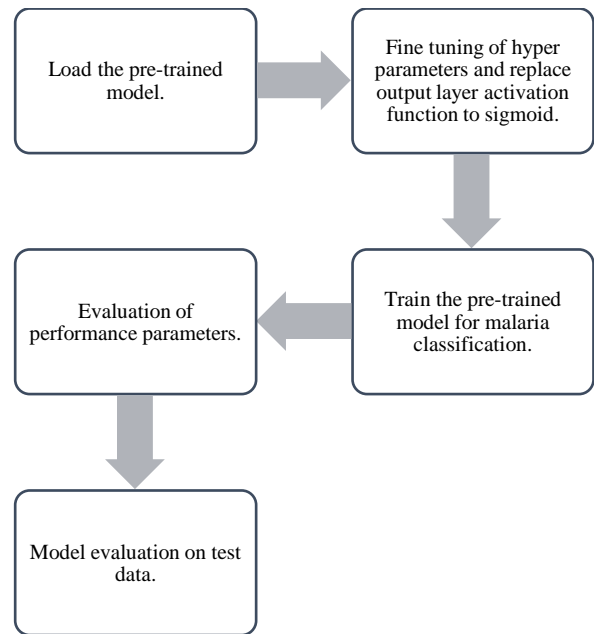 Load the pre-trained
model.
Fine tuning of hyper
parameters and replace
output layer activation
function to sigmoid.
Train the pre-trained
model for malaria
classification.
Evaluation of
performance parameters.
Model evaluation on test
data.